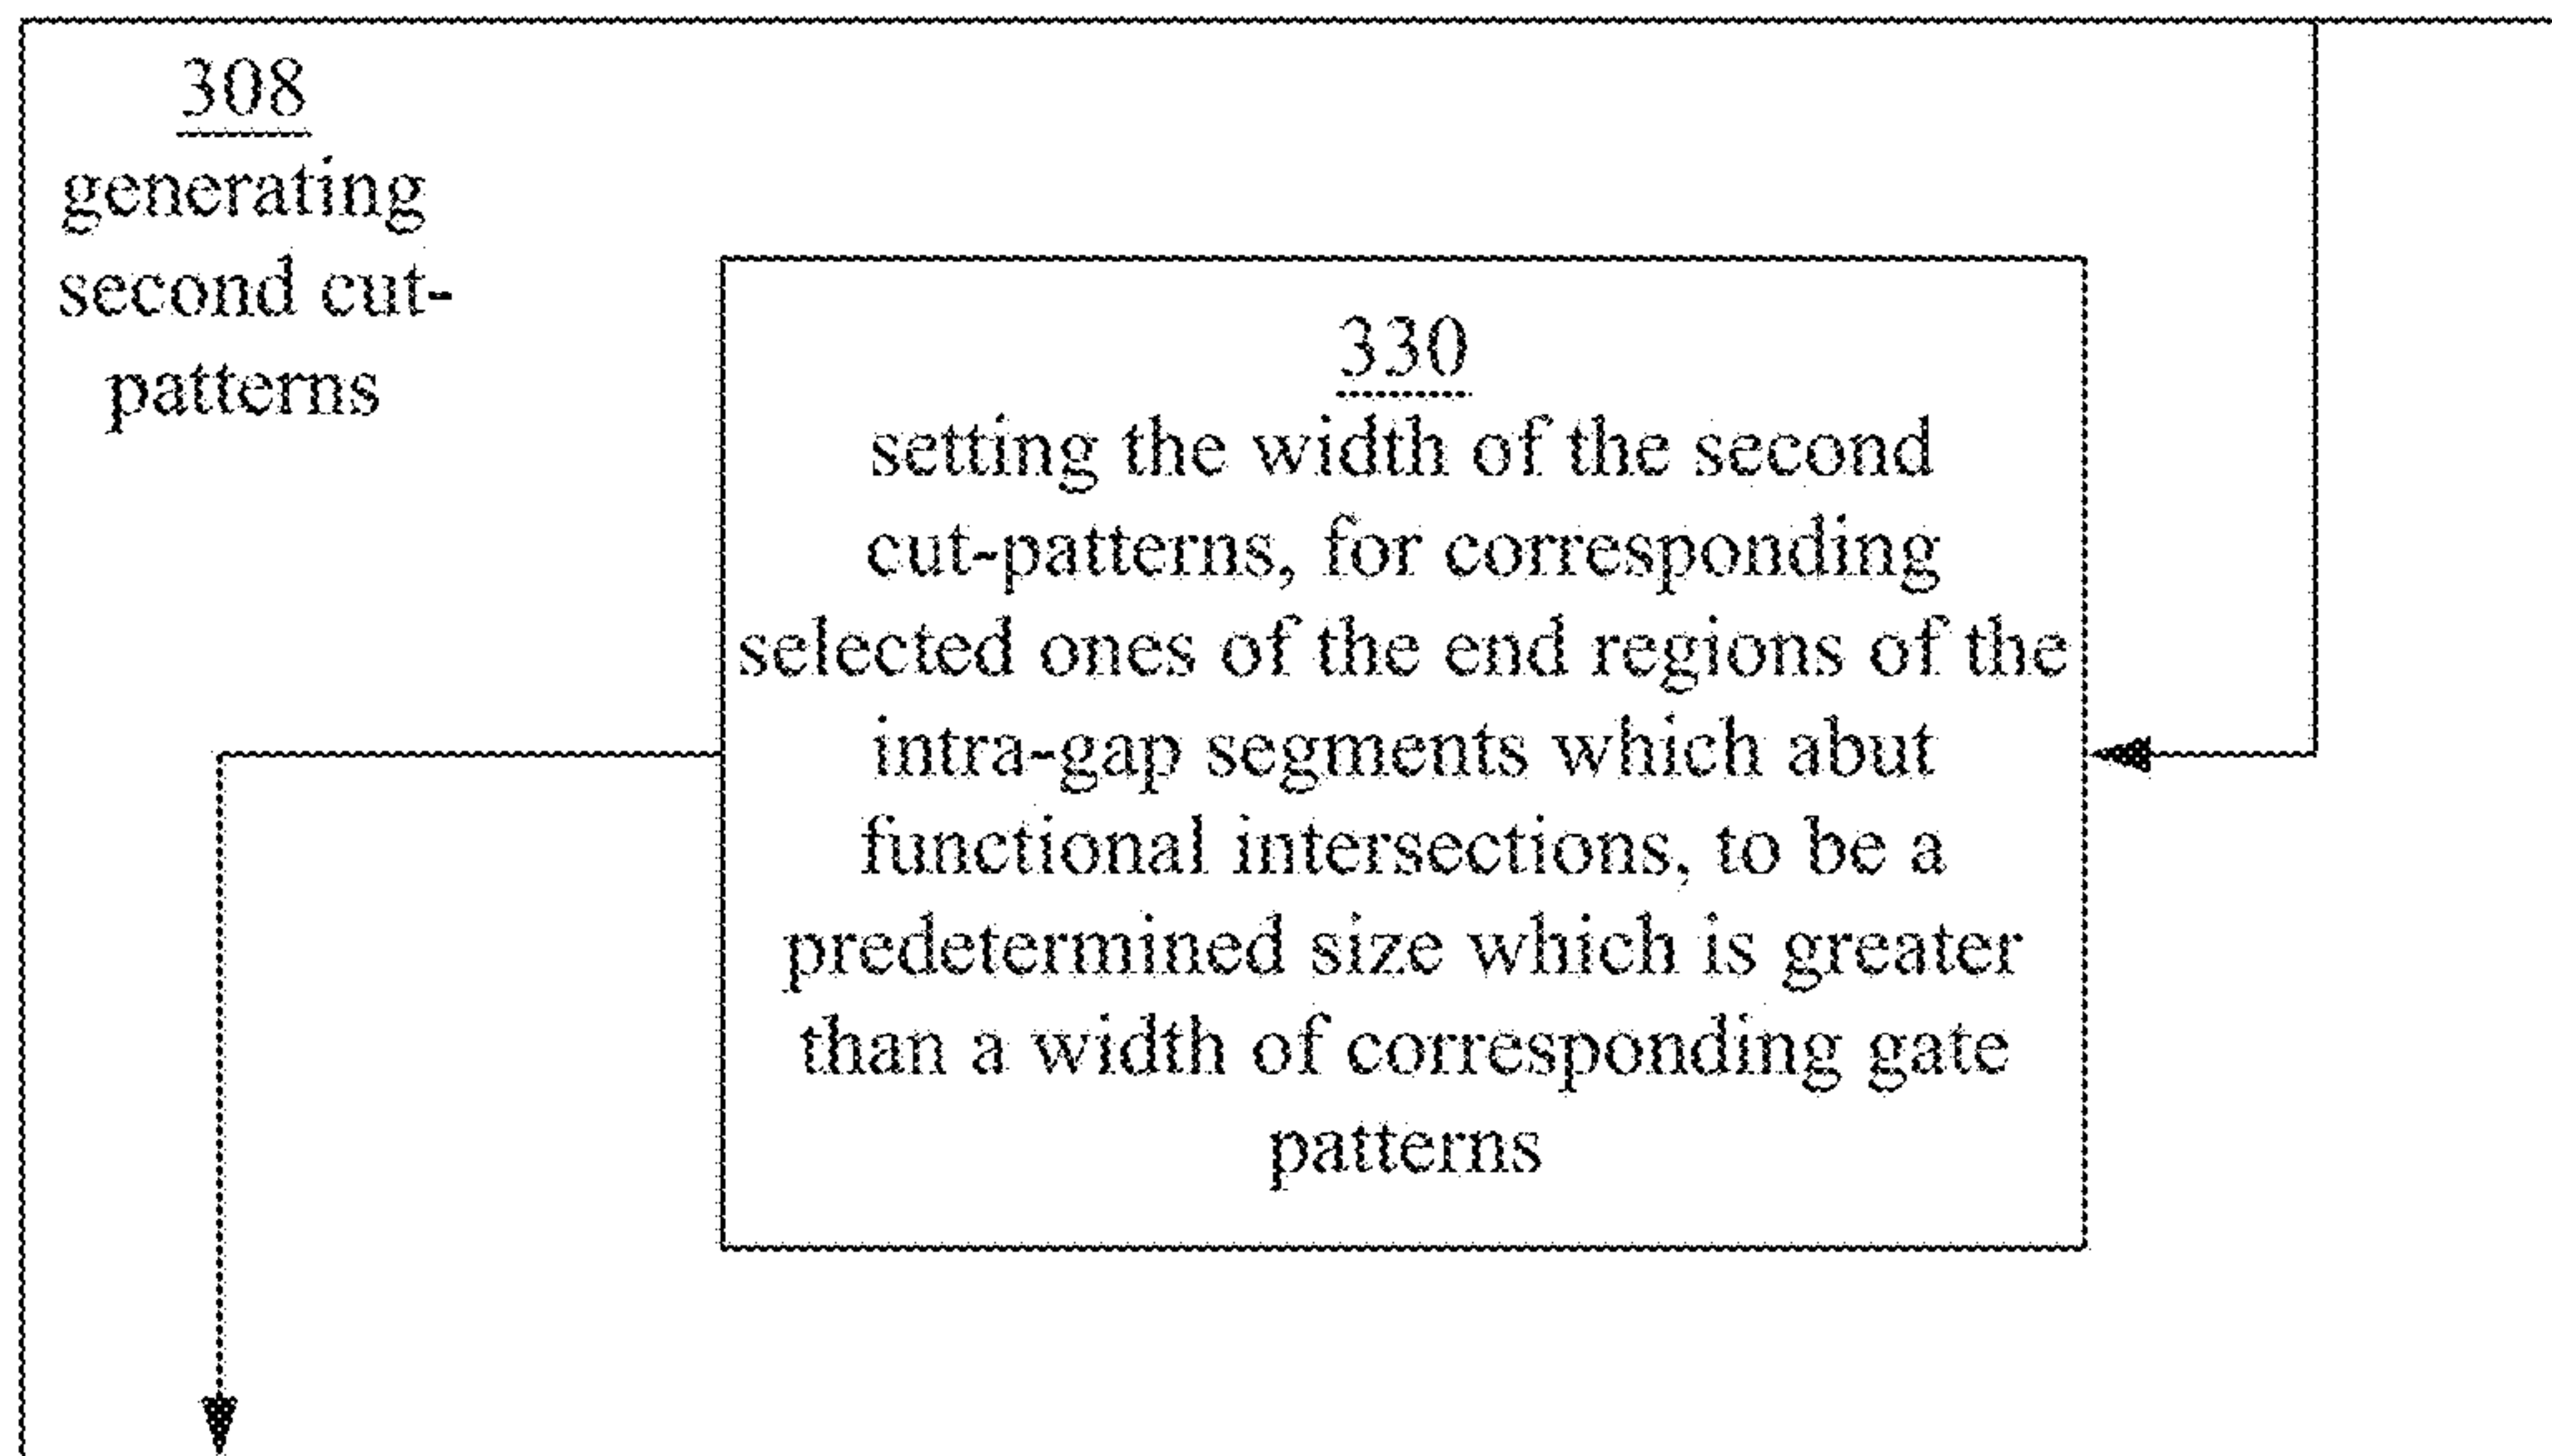 308
generating
second cut-
patterns
330
setting the width of the second
cut-patterns, for corresponding
selected ones of the end regions of the
intra-gap segments which abut
functional intersections, to be a
predetermined size which is greater
than a width of corresponding gate
patterns